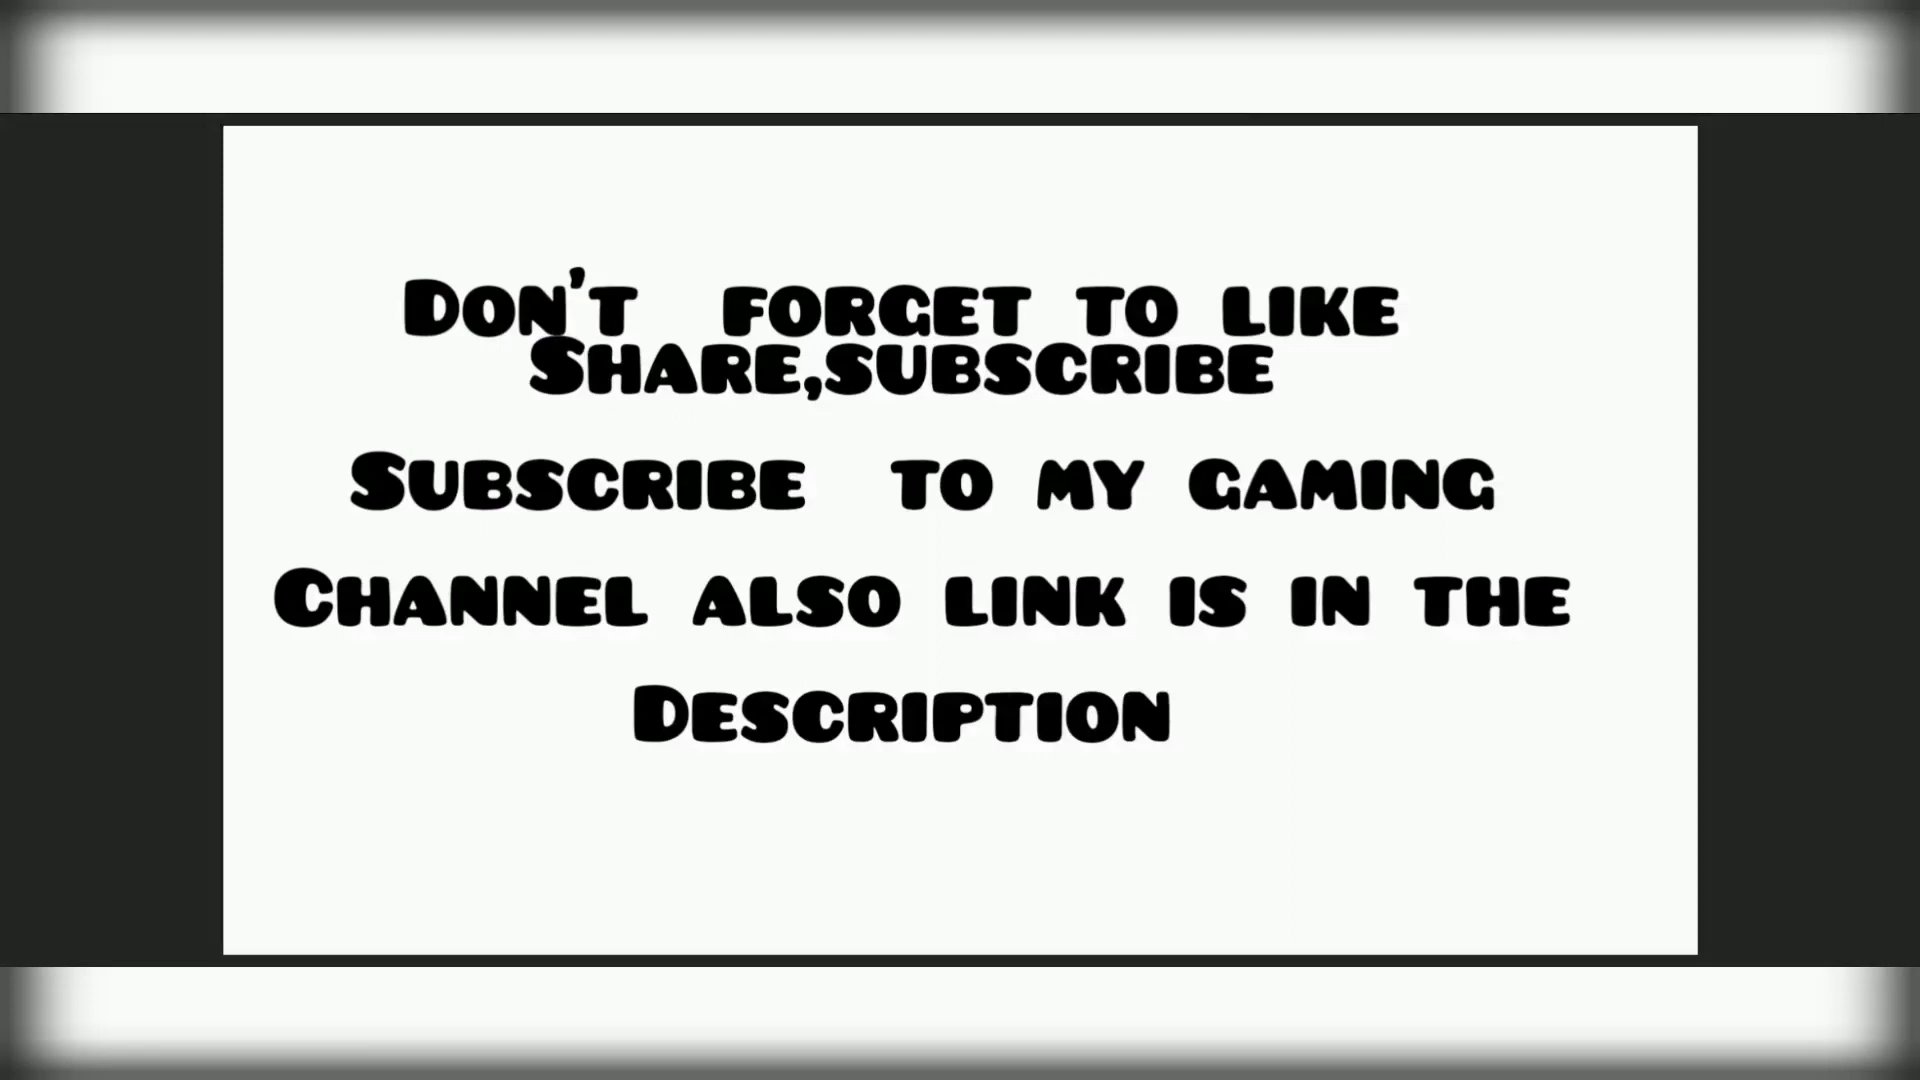 Don't forget to like
Share,subscribe
Subscribe to my gaming
Channel also link is in the
Description